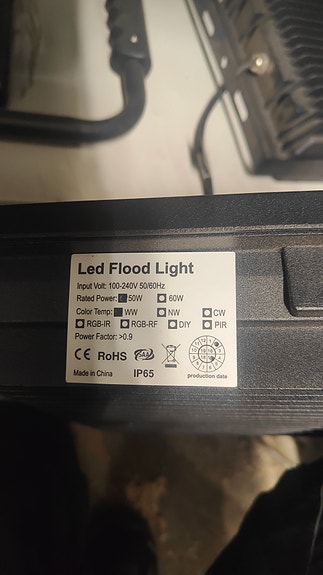 Led Flood Light
Input Volt: 100-240V 50/60Hz
Rated Power: 50W 60W
Color Temp: WW NW CW
RGB-IR RGB-RF DIY PIR
Power Factor: >0.9
CE RoHS
Made in China IP65 production date